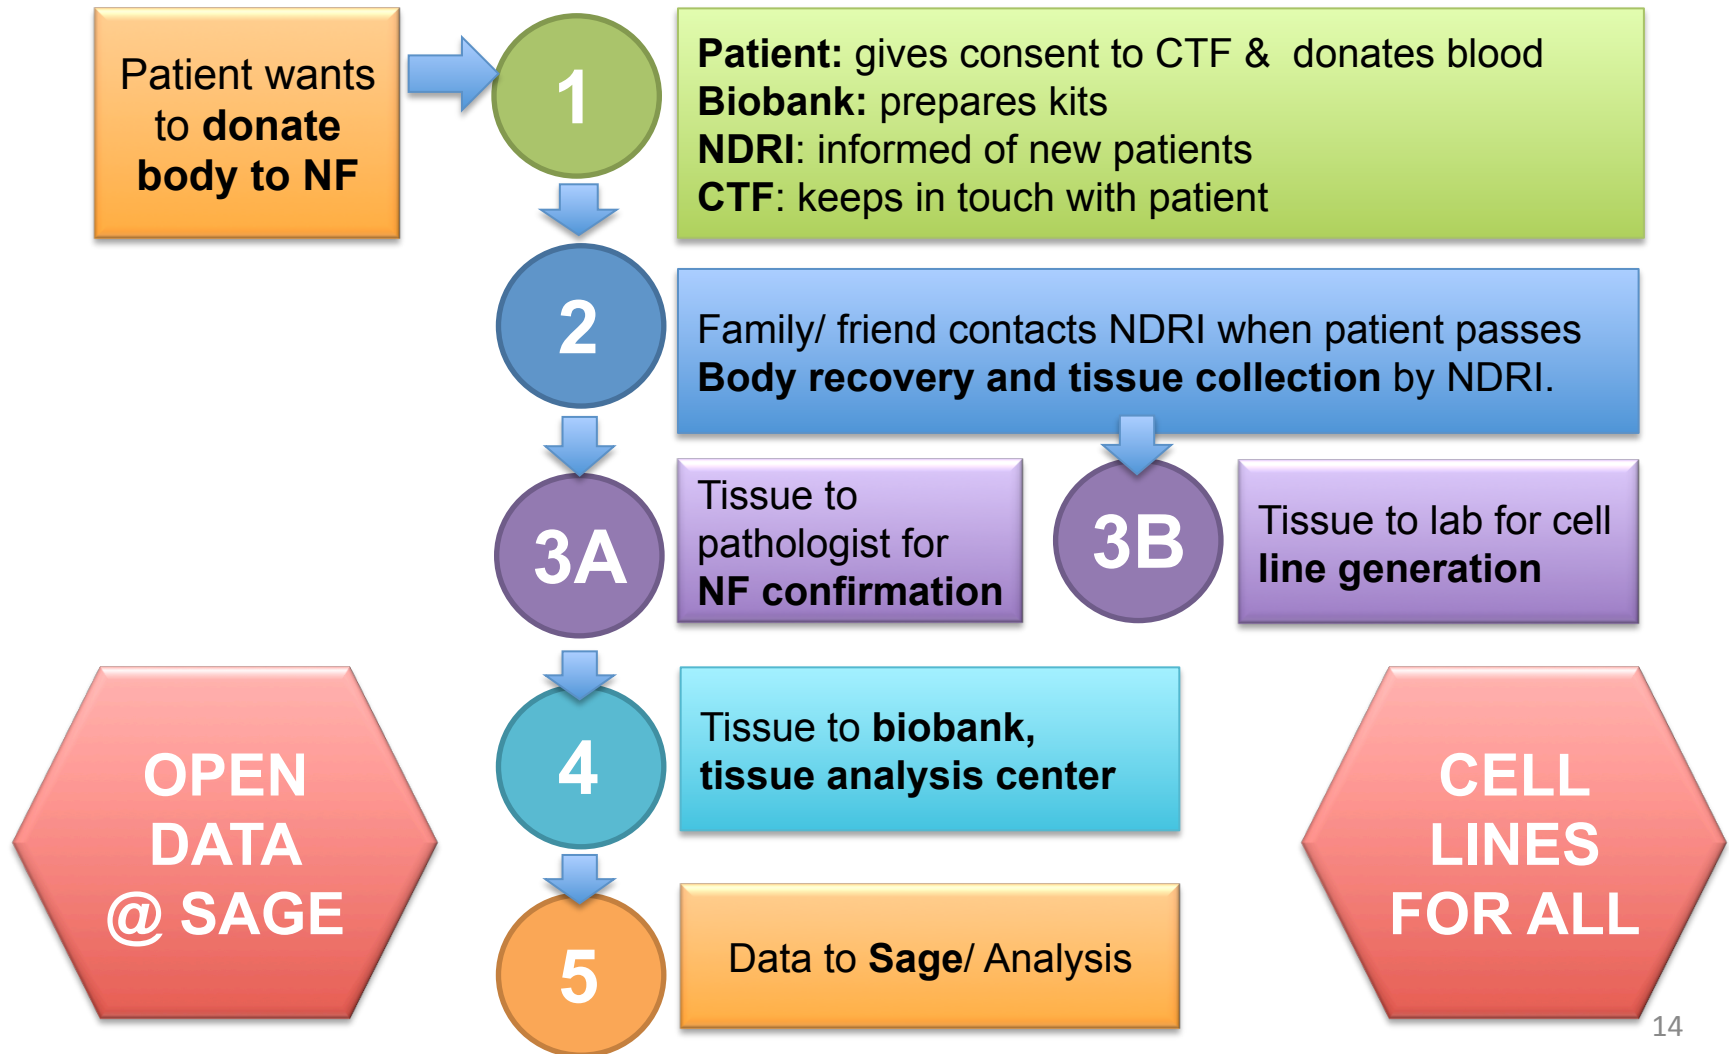 Patient wants
to donate
body to NF
1
Patient: gives consent to CTF &  donates blood
Biobank: prepares kits
NDRI: informed of new patients
CTF: keeps in touch with patient
2
Family/ friend contacts NDRI when patient passes
Body recovery and tissue collection by NDRI.
3A
Tissue to
pathologist for
NF confirmation
3B
Tissue to lab for cell
line generation
4
Tissue to biobank,
tissue analysis center
OPEN
DATA
@ SAGE
CELL
LINES
FOR ALL
5
Data to Sage/ Analysis
14